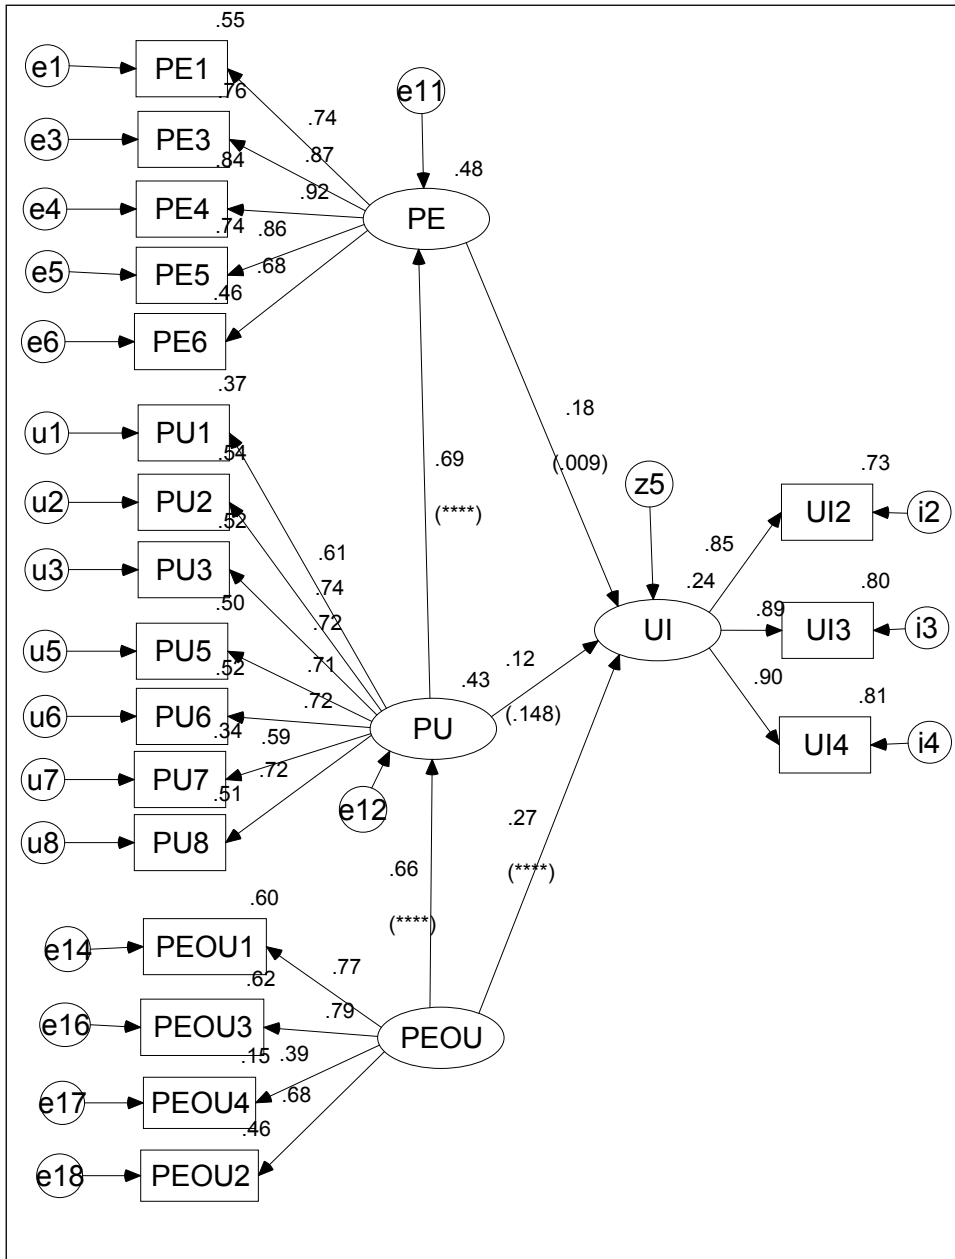 .55
e1 PE1
.76
e11
.74
e3 PE3
.87
.84
.92
.48
e4 PE4
PE
.74 .86
e5 PE5
.68
.46
e6 PE6
.37
.18
u1 PU1
.54
.69
(.009)
.73
z5
u2 PU2
UI2 i2
.52
(****)
.85
u3 PU3
.61
.24
.80
.50
.74
.89
.72
UI
UI3 i3
u5 PU5
.71
.12
.52
.43
.90
.72
.81
u6 PU6
(.148)
.34 .59
PU
UI4 i4
u7 PU7
.72
.51
e12
.27
u8 PU8
.66
(****)
.60
(****)
e14 PEOU1
.77
.62
.79
e16 PEOU3
PEOU
.15 .39
e17 PEOU4
.68
.46
e18 PEOU2